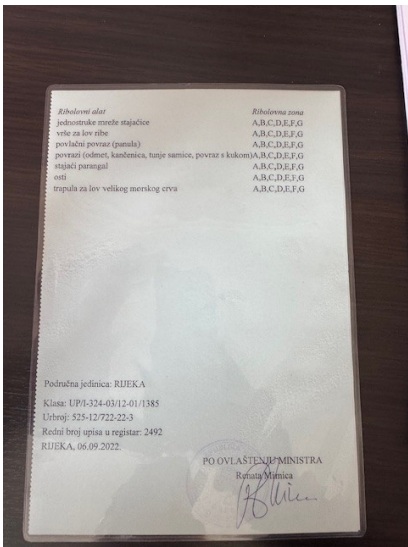 Ribolovni alat Ribolovna zona
jednostruke mreže stajačice A,B,C,D,E,F,G
vrše za lov ribe A,B,C,D,E,F,G
povlačni povraz (panula) A,B,C,D,E,F,G
povrazi (odmet, kančenica, tunje samice, povraz s kukom) A,B,C,D,E,F,G
stajaći parangal A,B,C,D,E,F,G
osti A,B,C,D,E,F,G
trapula za lov velikog morskog crva A,B,C,D,E,F,G
Područna jedinica: RIJEKA
Klasa: UP/I-324-03/12-01/1385
Urbroj: 525-12/722-22-3
Redni broj upisa u registar: 2492
RIJEKA, 06.09.2022.
PO OVLAŠTENJU MINISTRA
Renata Mimica